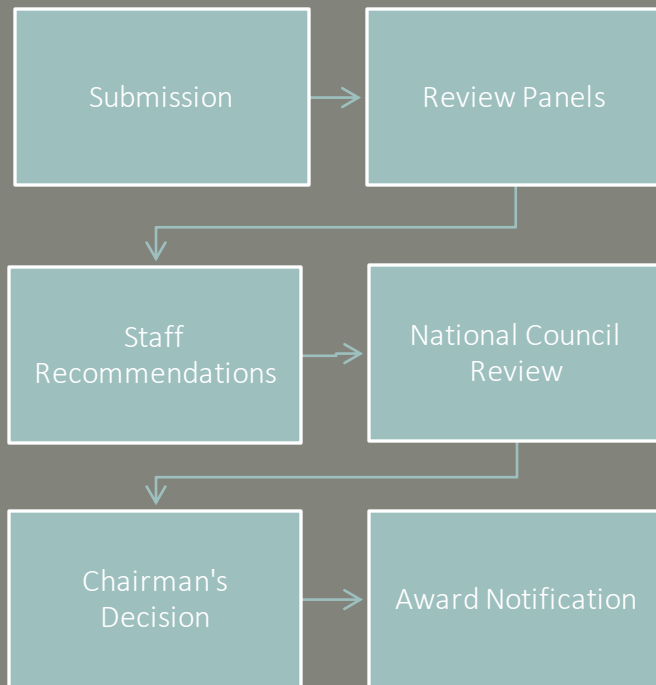 Submission
Review Panels
Staff
Recommendations
National Council
Review
Chairman's
Decision
Award Notification